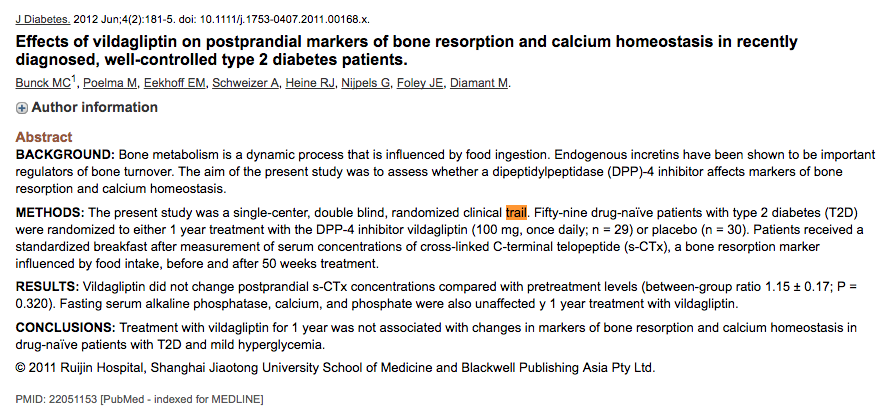 J Diabetes. 2012 Jun;4(2):181-5. doi: 10.1111/j.1753-0407.2011.00168.x.
Effects of vildagliptin on postprandial markers of bone resorption and calcium homeostasis in recently
diagnosed, well-controlled type 2 diabetes patients.
Bunck MC1, Poelma M, Eekhoff EM, Schweizer A, Heine RJ, Nijpels G, Foley JE, Diamant M.
Author information
Abstract
BACKGROUND: Bone metabolism is a dynamic process that is influenced by food ingestion. Endogenous incretins have been shown to be important
regulators of bone turnover. The aim of the present study was to assess whether a dipeptidylpeptidase (DPP)-4 inhibitor affects markers of bone
resorption and calcium homeostasis.
METHODS: The present study was a single-center, double blind, randomized clinical trail. Fifty-nine drug-naïve patients with type 2 diabetes (T2D)
were randomized to either 1 year treatment with the DPP-4 inhibitor vildagliptin (100 mg, once daily; n = 29) or placebo (n = 30). Patients received a
standardized breakfast after measurement of serum concentrations of cross-linked C-terminal telopeptide (s-CTx), a bone resorption marker
influenced by food intake, before and after 50 weeks treatment.
RESULTS: Vildagliptin did not change postprandial s-CTx concentrations compared with pretreatment levels (between-group ratio 1.15 ± 0.17; P =
0.320). Fasting serum alkaline phosphatase, calcium, and phosphate were also unaffected y 1 year treatment with vildagliptin.
CONCLUSIONS: Treatment with vildagliptin for 1 year was not associated with changes in markers of bone resorption and calcium homeostasis in
drug-naïve patients with T2D and mild hyperglycemia.
© 2011 Ruijin Hospital, Shanghai Jiaotong University School of Medicine and Blackwell Publishing Asia Pty Ltd.
PMID: 22051153 [PubMed - indexed for MEDLINE]